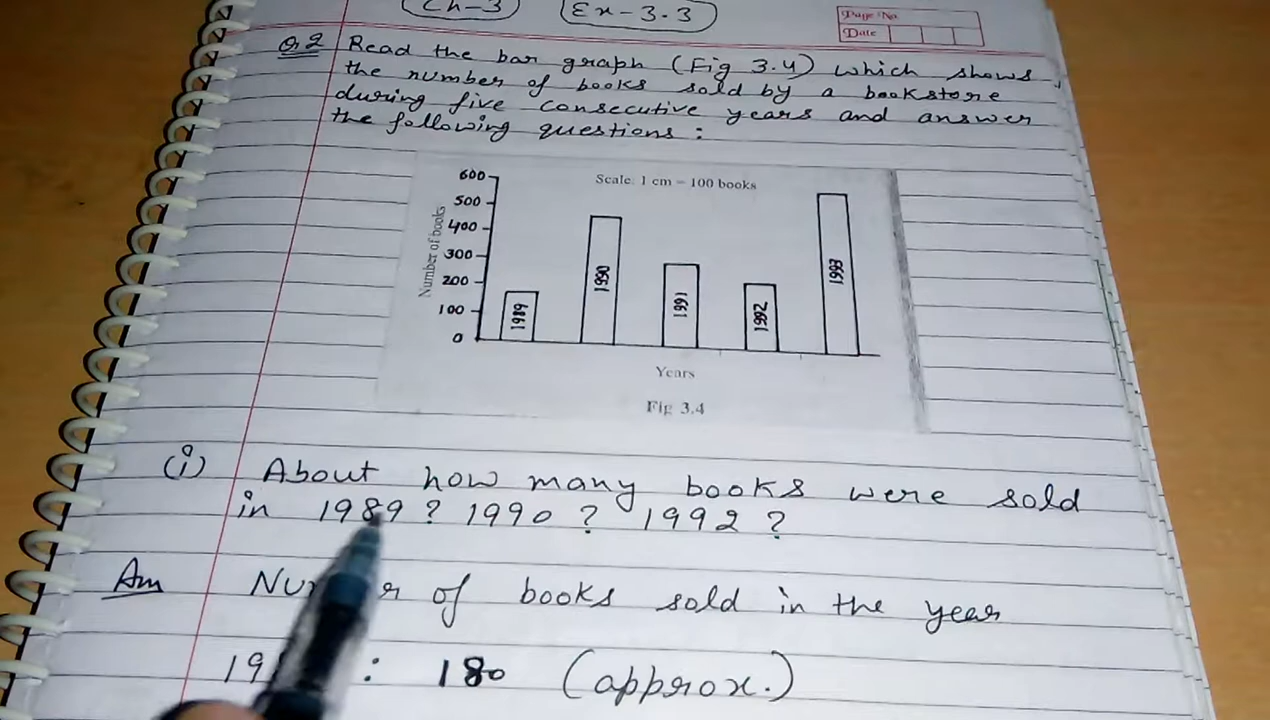 Ch-3 Ex-3.3
Page No.
Date
Q.2 Read the bar graph (Fig 3.4) which shows
the number of books sold by a bookstore
during five consecutive years and answer
the following questions :
Scale: 1 cm = 100 books
600
500
400
300
200
100
0
Number of books
1989
1990
1991
1992
1993
Years
Fig 3.4
(i) About how many books were sold
in 1989 ? 1990 ? 1992 ?
Ans of books sold in the year
: 180 (approx.)